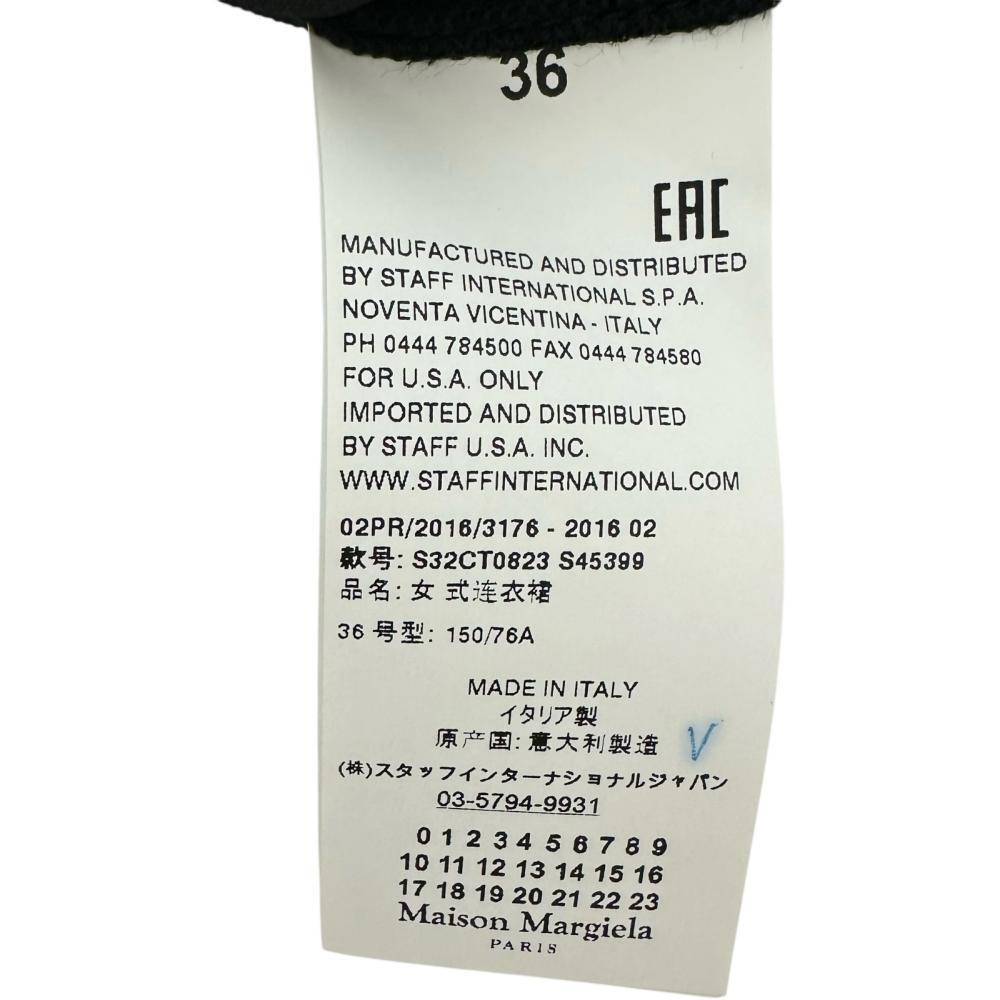 36
EAC
MANUFACTURED AND DISTRIBUTED
BY STAFF INTERNATIONAL S.P.A.
NOVENTA VICENTINA - ITALY
PH 0444 784500 FAX 0444 784580
FOR U.S.A. ONLY
IMPORTED AND DISTRIBUTED
BY STAFF U.S.A. INC.
WWW.STAFFINTERNATIONAL.COM
02PR/2016/3176 - 2016 02
款号: S32CT0823 S45399
品名: 女 式连衣裙
36 号型: 150/76A
MADE IN ITALY
イタリア製
原产国: 意大利製造 V
(株)スタッフインターナショナルジャパン
03-5794-9931
0 1 2 3 4 5 6 7 8 9
10 11 12 13 14 15 16
17 18 19 20 21 22 23
Maison Margiela
PARIS